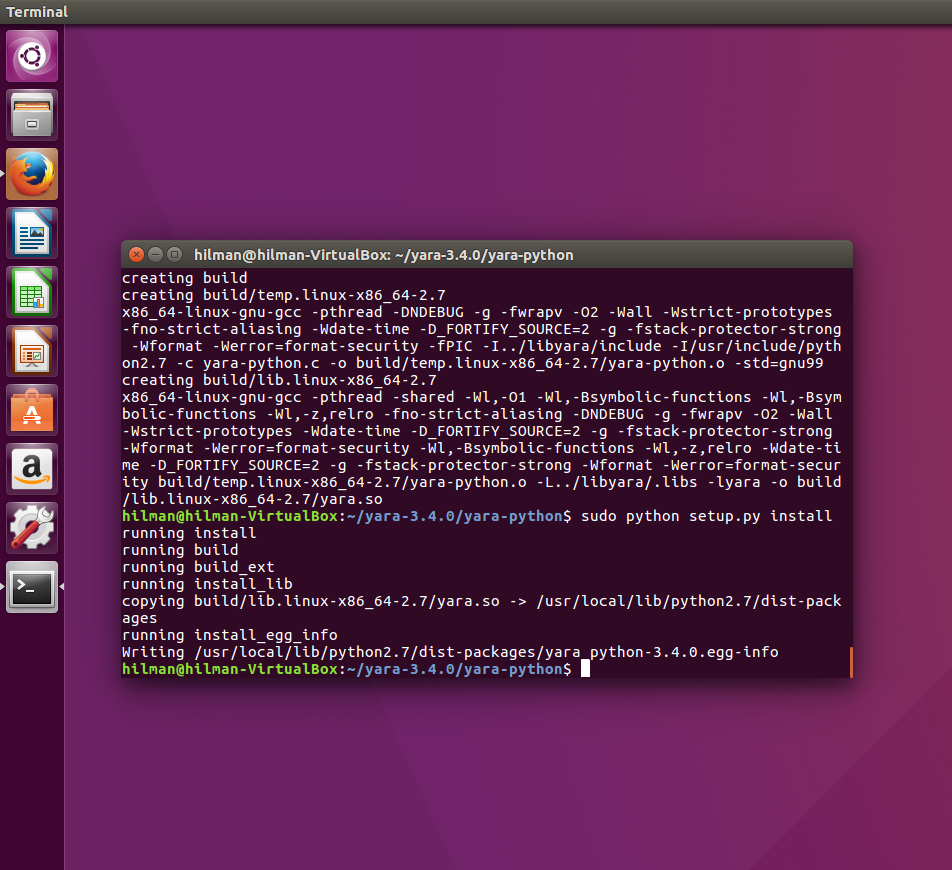 Terminal
hilman@hilman-VirtualBox: ~/yara-3.4.0/yara-python
creating build
creating build/temp.linux-x86_64-2.7
x86_64-linux-gnu-gcc -pthread -DNDEBUG -g -fwrapv -O2 -Wall -Wstrict-prototypes
-fno-strict-aliasing -Wdate-time -D_FORTIFY_SOURCE=2 -g -fstack-protector-strong
-Wformat -Werror=format-security -fPIC -I../libyara/include -I/usr/include/pyth
on2.7 -c yara-python.c -o build/temp.linux-x86_64-2.7/yara-python.o -std=gnu99
creating build/lib.linux-x86_64-2.7
x86_64-linux-gnu-gcc -pthread -shared -Wl,-O1 -Wl,-Bsymbolic-functions -Wl,-Bsym
bolic-functions -Wl,-z,relro -fno-strict-aliasing -DNDEBUG -g -fwrapv -O2 -Wall
-Wstrict-prototypes -Wdate-time -D_FORTIFY_SOURCE=2 -g -fstack-protector-strong
-Wformat -Werror=format-security -Wl,-Bsymbolic-functions -Wl,-z,relro -Wdate-ti
me -D_FORTIFY_SOURCE=2 -g -fstack-protector-strong -Wformat -Werror=format-secur
ity build/temp.linux-x86_64-2.7/yara-python.o -L../libyara/.libs -lyara -o build
/lib.linux-x86_64-2.7/yara.so
hilman@hilman-VirtualBox:~/yara-3.4.0/yara-python$ sudo python setup.py install
running install
running build
running build_ext
running install_lib
copying build/lib.linux-x86_64-2.7/yara.so -> /usr/local/lib/python2.7/dist-pack
ages
running install_egg_info
Writing /usr/local/lib/python2.7/dist-packages/yara_python-3.4.0.egg-info
hilman@hilman-VirtualBox:~/yara-3.4.0/yara-python$